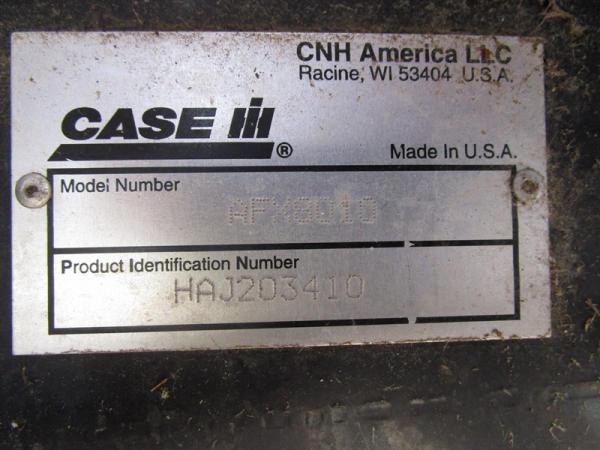 CNH America LLC
Racine, WI 53404 U.S.A.
CASE IH
®
Made In U.S.A.
Model Number
AFX8010
Product Identification Number
HAJ203410